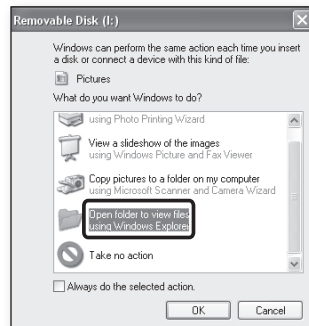 Removable Disk (I:)
Windows can perform the same action each time you insert
a disk or connect a device with this kind of file:
Pictures
What do you want Windows to do?
using Photo Printing Wizard
View a slideshow of the images
using Windows Picture and Fax Viewer
Copy pictures to a folder on my computer
using Microsoft Scanner and Camera Wizard
Open folder to view files
using Windows Explorer
Take no action
Always do the selected action.
OK
Cancel